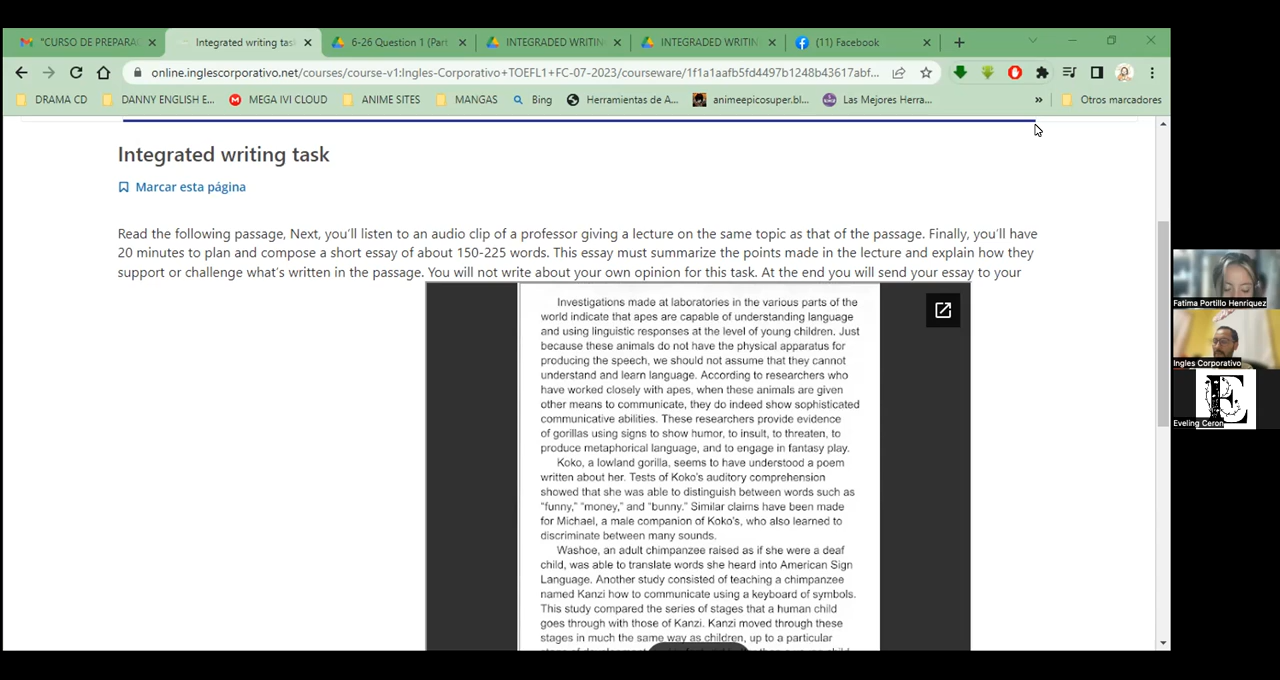 "CURSO DE PREPARA
Integrated writing tas
6-26 Question 1 (Part
INTEGRADED WRITIN
INTEGRADED WRITIN
(11) Facebook
online.inglescorporativo.net/courses/course-v1:Ingles-Corporativo+TOEFL1+FC-07-2023/courseware/1f1a1aafb5fd4497b1248b43617abf...
DRAMA CD
DANNY ENGLISH E...
MEGA IVI CLOUD
ANIME SITES
MANGAS
Bing
Herramientas de A...
animeepicosuper.bl...
Las Mejores Herra...
»
Otros marcadores
Integrated writing task
Marcar esta página
Read the following passage, Next, you'll listen to an audio clip of a professor giving a lecture on the same topic as that of the passage. Finally, you'll have
20 minutes to plan and compose a short essay of about 150-225 words. This essay must summarize the points made in the lecture and explain how they
support or challenge what's written in the passage. You will not write about your own opinion for this task. At the end you will send your essay to your
Investigations made at laboratories in the various parts of the
world indicate that apes are capable of understanding language
and using linguistic responses at the level of young children. Just
because these animals do not have the physical apparatus for
producing the speech, we should not assume that they cannot
understand and learn language. According to researchers who
have worked closely with apes, when these animals are given
other means to communicate, they do indeed show sophisticated
communicative abilities. These researchers provide evidence
of gorillas using signs to show humor, to insult, to threaten, to
produce metaphorical language, and to engage in fantasy play.
Koko, a lowland gorilla, seems to have understood a poem
written about her. Tests of Koko's auditory comprehension
showed that she was able to distinguish between words such as
"funny," "money," and "bunny." Similar claims have been made
for Michael, a male companion of Koko's, who also learned to
discriminate between many sounds.
Washoe, an adult chimpanzee raised as if she were a deaf
child, was able to translate words she heard into American Sign
Language. Another study consisted of teaching a chimpanzee
named Kanzi how to communicate using a keyboard of symbols.
This study compared the series of stages that a human child
goes through with those of Kanzi. Kanzi moved through these
stages in much the same way as children, up to a particular
Fatima Portillo Henriquez
Ingles Corporativo
E
Eveling Ceron